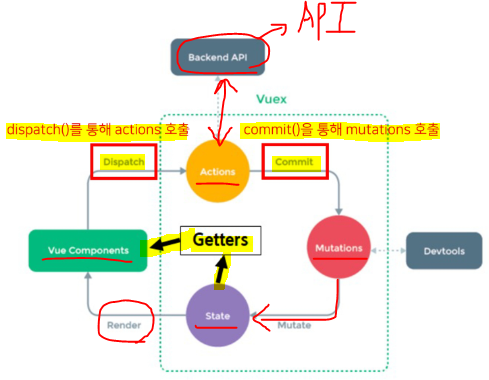 API
Backend API
Vuex
dispatch()를 통해 actions 호출
commit()을 통해 mutations 호출
Dispatch
Commit
Actions
Getters
Vue Components
Mutations
Devtools
State
Render
Mutate